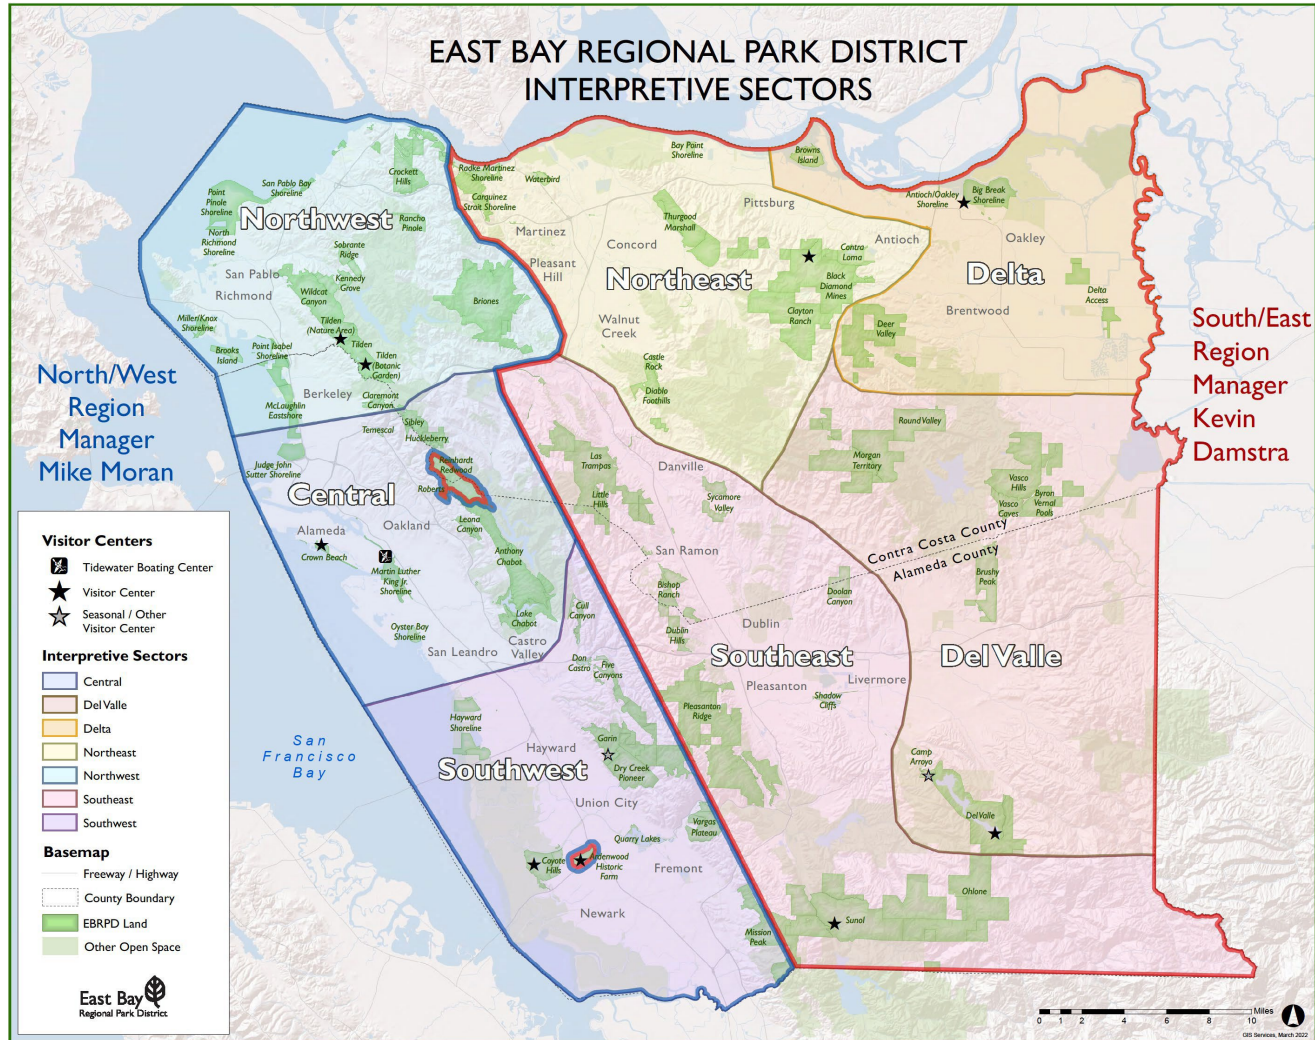 EAST BAY REGIONAL PARK DISTRICT
INTERPRETIVE SECTORS
North/West
Region
Manager
Mike Moran
South/East
Region
Manager
Kevin
Damstra
Northwest
Crockett
Hills
San Pablo Bay
Shoreline
Point
Pinole
Shoreline
North
Richmond
Shoreline
Rancho
Pinole
Sobrante
Ridge
San Pablo
Richmond
Kennedy
Grove
Wildcat
Canyon
Briones
Miller/Knox
Shoreline
Tilden
(Nature Area)
Tilden
Brooks
Island
Point Isabel
Shoreline
Tilden
(Botanic
Garden)
Berkeley
Claremont
Canyon
McLaughlin
Eastshore
Northeast
Radke Martinez
Shoreline
Waterbird
Carquinez
Strait Shoreline
Bay Point
Shoreline
Martinez
Pleasant
Hill
Concord
Thurgood
Marshall
Pittsburg
Antioch
Contra
Loma
Black
Diamond
Mines
Clayton
Ranch
Walnut
Creek
Castle
Rock
Diablo
Foothills
Delta
Browns
Island
Antioch/Oakley
Shoreline
Big Break
Shoreline
Oakley
Delta
Access
Brentwood
Deer
Valley
Central
Temescal
Sibley
Huckleberry
Judge John
Sutter Shoreline
Reinhardt
Redwood
Roberts
Oakland
Leona
Canyon
Alameda
Crown Beach
Martin Luther
King Jr.
Shoreline
Anthony
Chabot
Lake
Chabot
Oyster Bay
Shoreline
San Leandro
Castro
Valley
Southeast
Las
Trampas
Little
Hills
Danville
Sycamore
Valley
San Ramon
Bishop
Ranch
Dublin
Hills
Dublin
Doolan
Canyon
Pleasanton
Livermore
Shadow
Cliffs
Pleasanton
Ridge
Sunol
Ohlone
Mission
Peak
Del Valle
Round Valley
Morgan
Territory
Vasco
Hills
Vasco
Caves
Byron
Vernal
Pools
Contra Costa County
Alameda County
Brushy
Peak
Camp
Arroyo
Del Valle
Southwest
Cull
Canyon
Don
Castro
Five
Canyons
Hayward
Shoreline
Hayward
Garin
Dry Creek
Pioneer
Union City
Vargas
Plateau
Quarry Lakes
Coyote
Hills
Ardenwood
Historic
Farm
Fremont
Newark
San
Francisco
Bay
Visitor Centers
Tidewater Boating Center
Visitor Center
Seasonal / Other
Visitor Center
Interpretive Sectors
Central
Del Valle
Delta
Northeast
Northwest
Southeast
Southwest
Basemap
Freeway / Highway
County Boundary
EBRPD Land
Other Open Space
East Bay
Regional Park District
Miles
0 1 2 4 6 8 10
GIS Services, March 2022